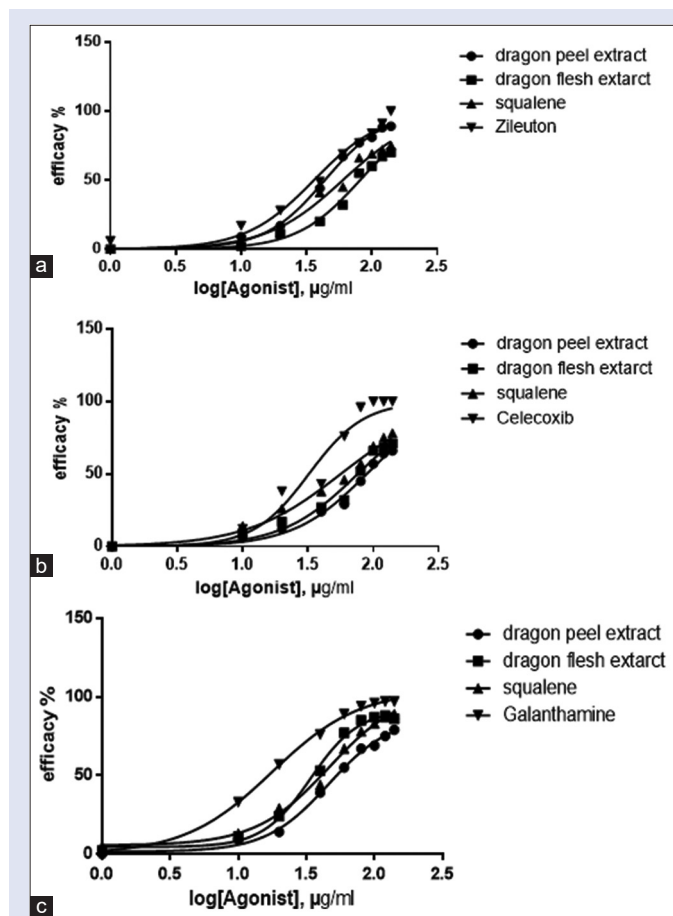 150
100
50
0
efficacy %
0.0 0.5 1.0 1.5 2.0 2.5
log[Agonist], µg/ml
dragon peel extract
dragon flesh extarct
squalene
Zileuton
a
150
100
50
0
efficacy %
0.0 0.5 1.0 1.5 2.0 2.5
log[Agonist], µg/ml
dragon peel extract
dragon flesh extarct
squalene
Celecoxib
b
150
100
50
0
efficacy %
0.0 0.5 1.0 1.5 2.0 2.5
log[Agonist], µg/ml
dragon peel extract
dragon flesh extarct
squalene
Galanthamine
c